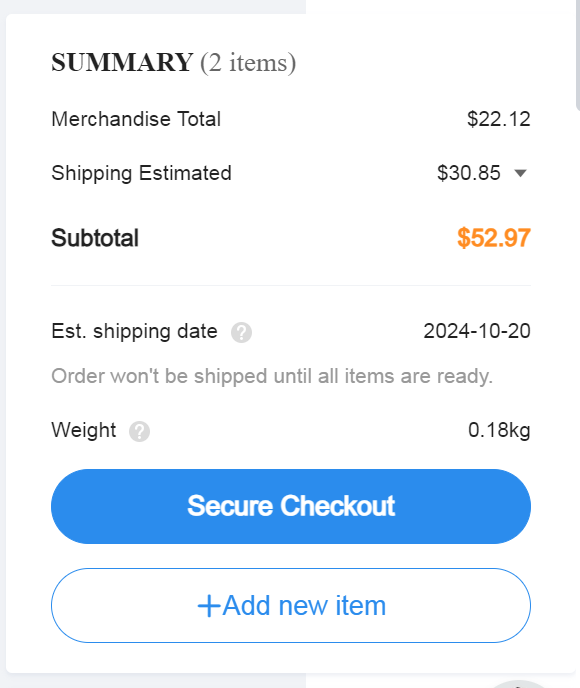 SUMMARY (2 items)
Merchandise Total $22.12
Shipping Estimated $30.85
Subtotal $52.97
Est. shipping date ? 2024-10-20
Order won't be shipped until all items are ready.
Weight ? 0.18kg
Secure Checkout
+Add new item